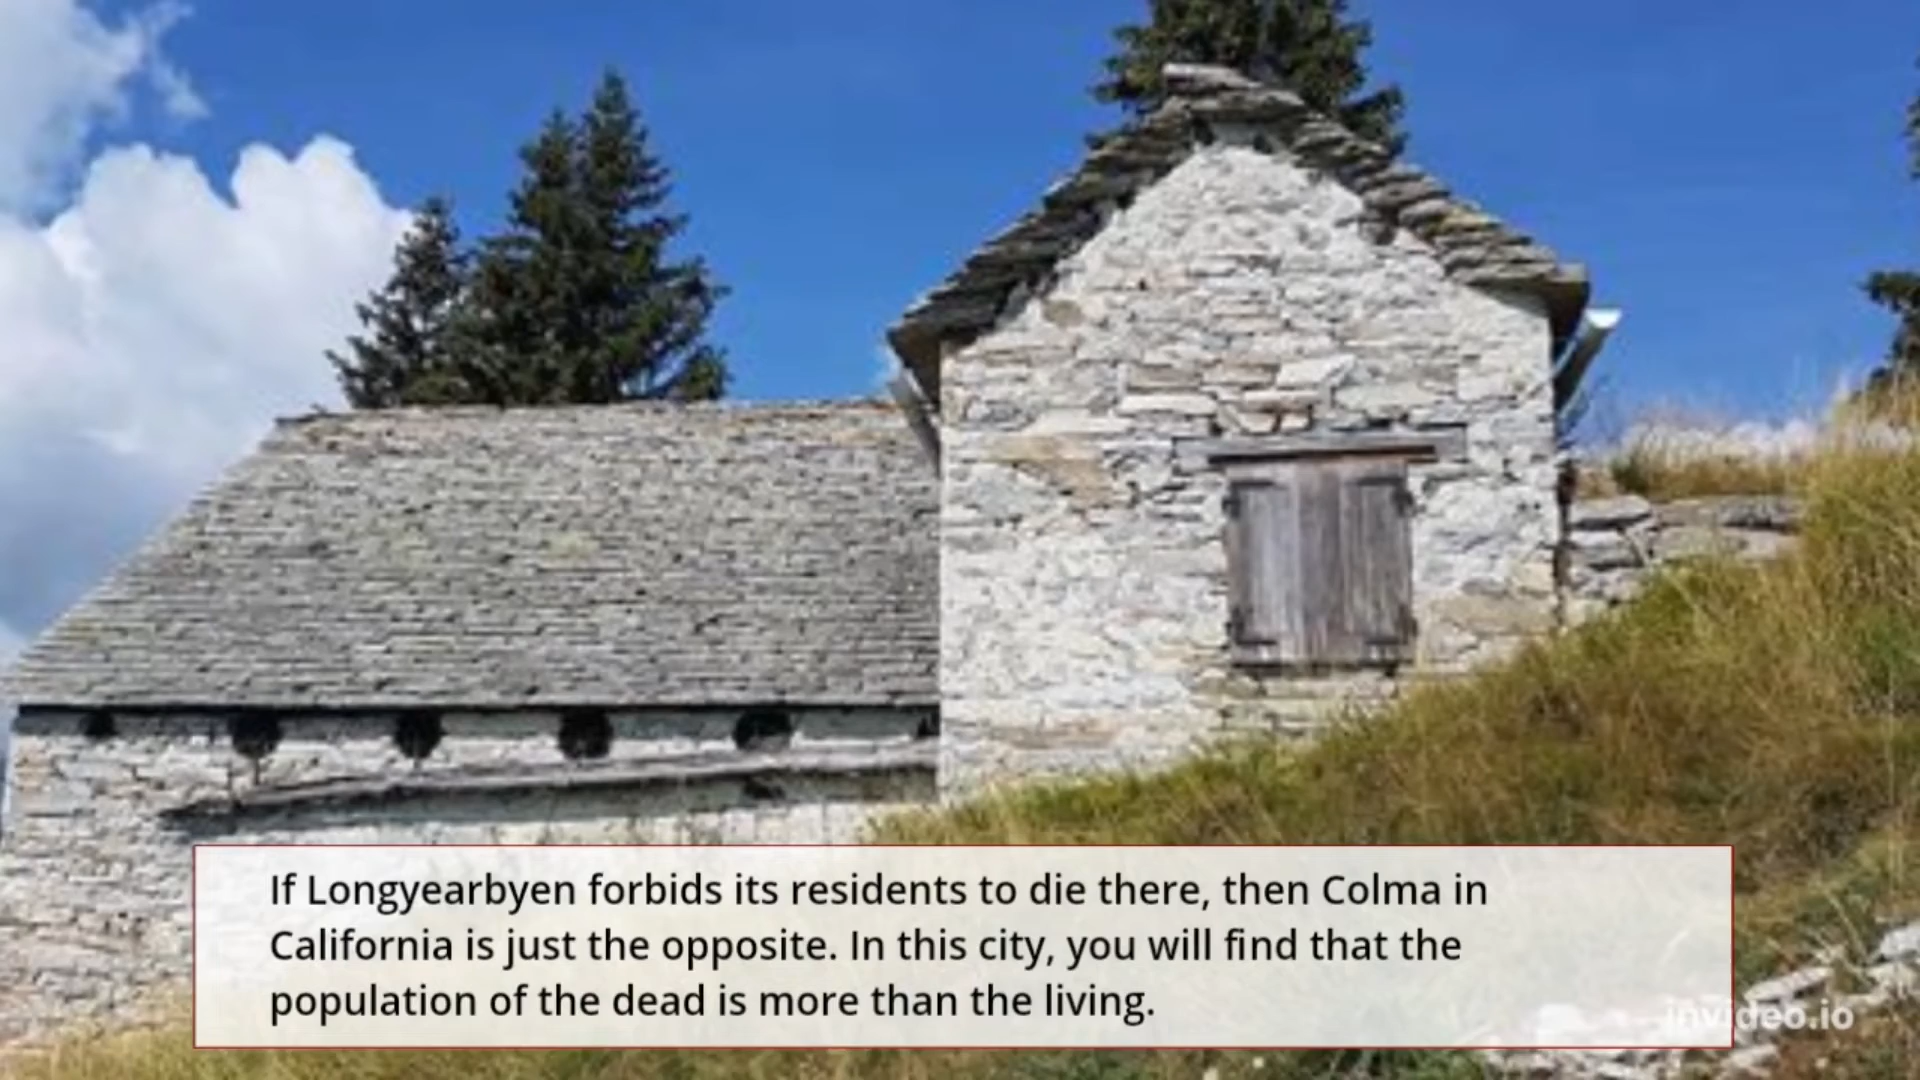 If Longyearbyen forbids its residents to die there, then Colma in
California is just the opposite. In this city, you will find that the
population of the dead is more than the living.
invideo.io